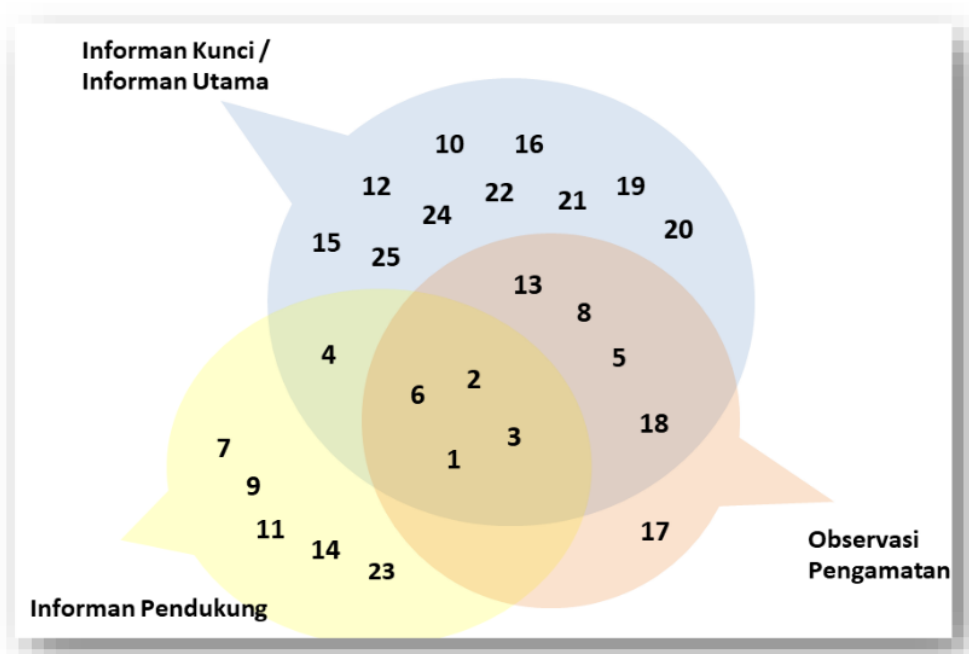 Informan Kunci /
Informan Utama
10 16
12 22 21 19
24 20
15 25
13
8
4 5
6 2
18
3
7 1
9
11 14 17
23
Observasi
Pengamatan
Informan Pendukung